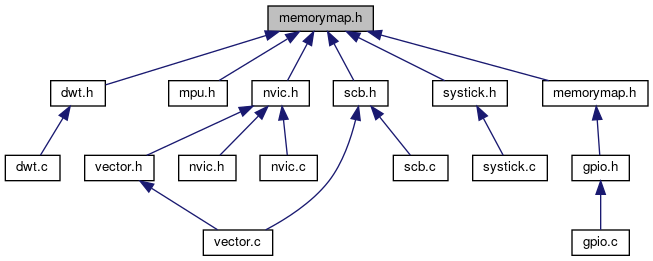 memorymap.h
dwt.h
mpu.h
nvic.h
scb.h
systick.h
memorymap.h
dwt.c
vector.h
nvic.h
nvic.c
scb.c
systick.c
gpio.h
vector.c
gpio.c